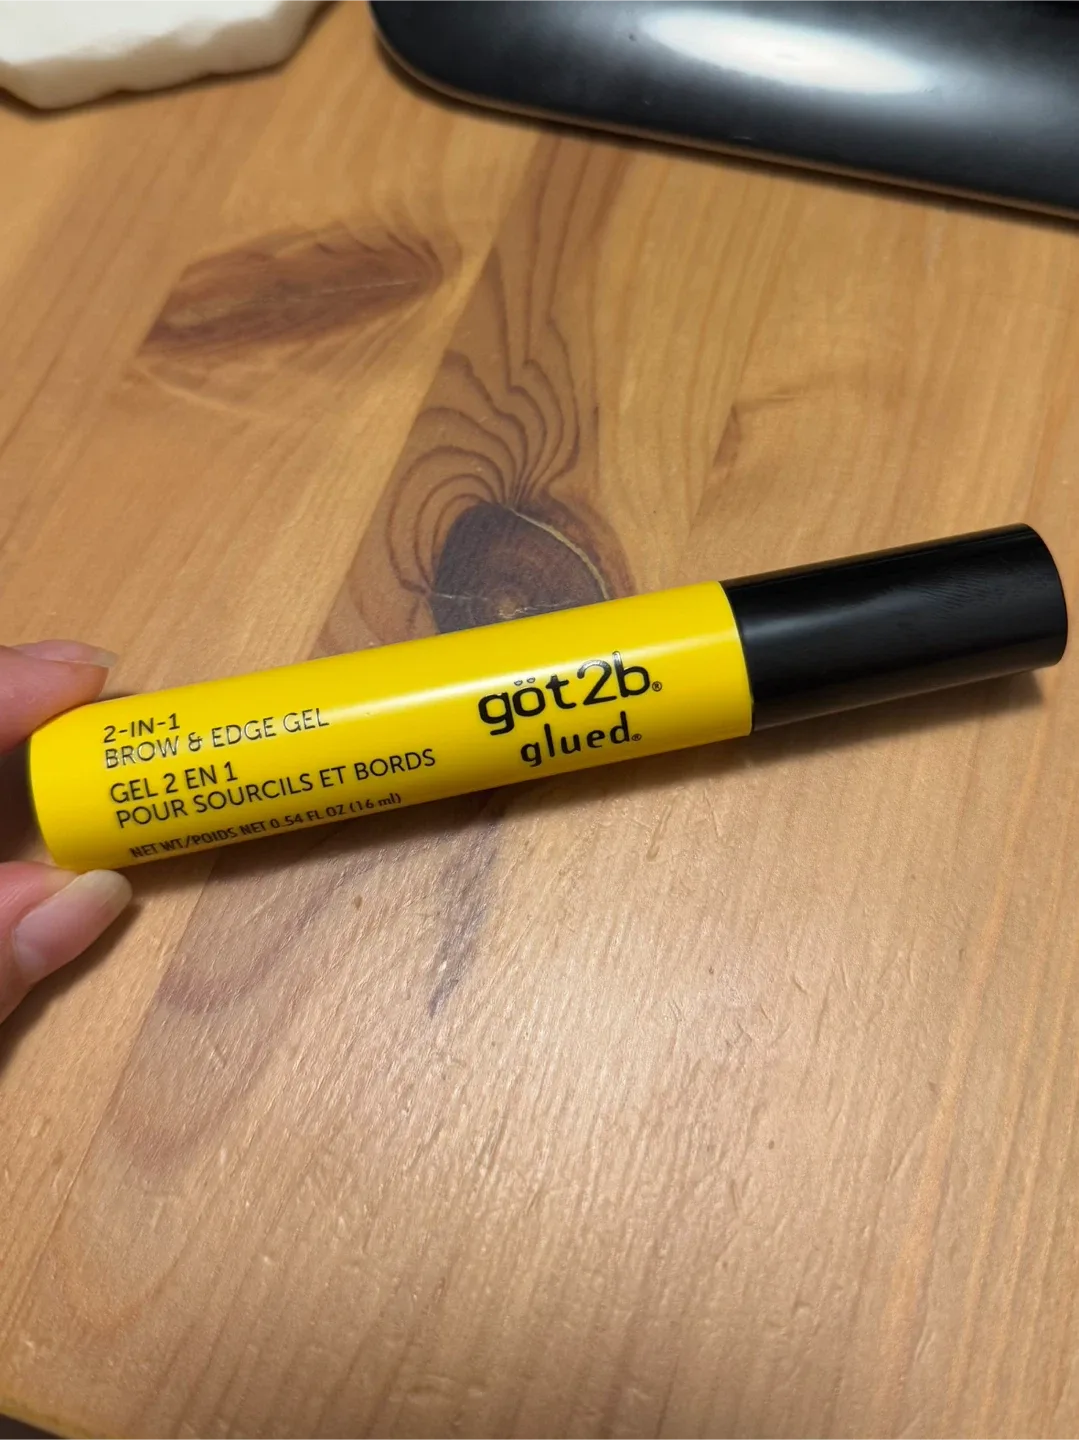 2-IN-1
BROW & EDGE GEL
GEL 2 EN 1
POUR SOURCILS ET BORDS
NET WT/POIDS NET 0.54 FL OZ (16 ml)
göt2b®
glued®